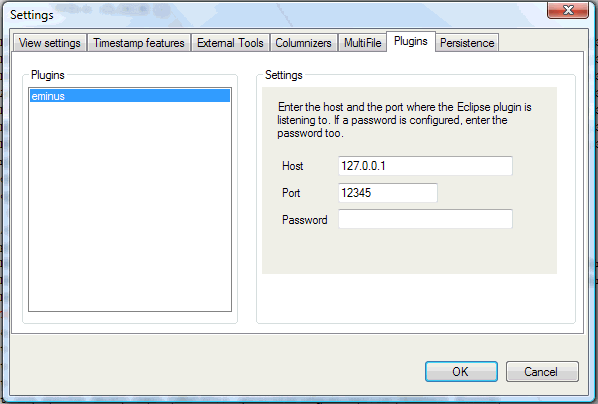 Settings
View settings
Timestamp features
External Tools
Columnizers
MultiFile
Plugins
Persistence
Plugins
eminus
Settings
Enter the host and the port where the Eclipse plugin is
listening to. If a password is configured, enter the
password too.
Host 127.0.0.1
Port 12345
Password
OK
Cancel